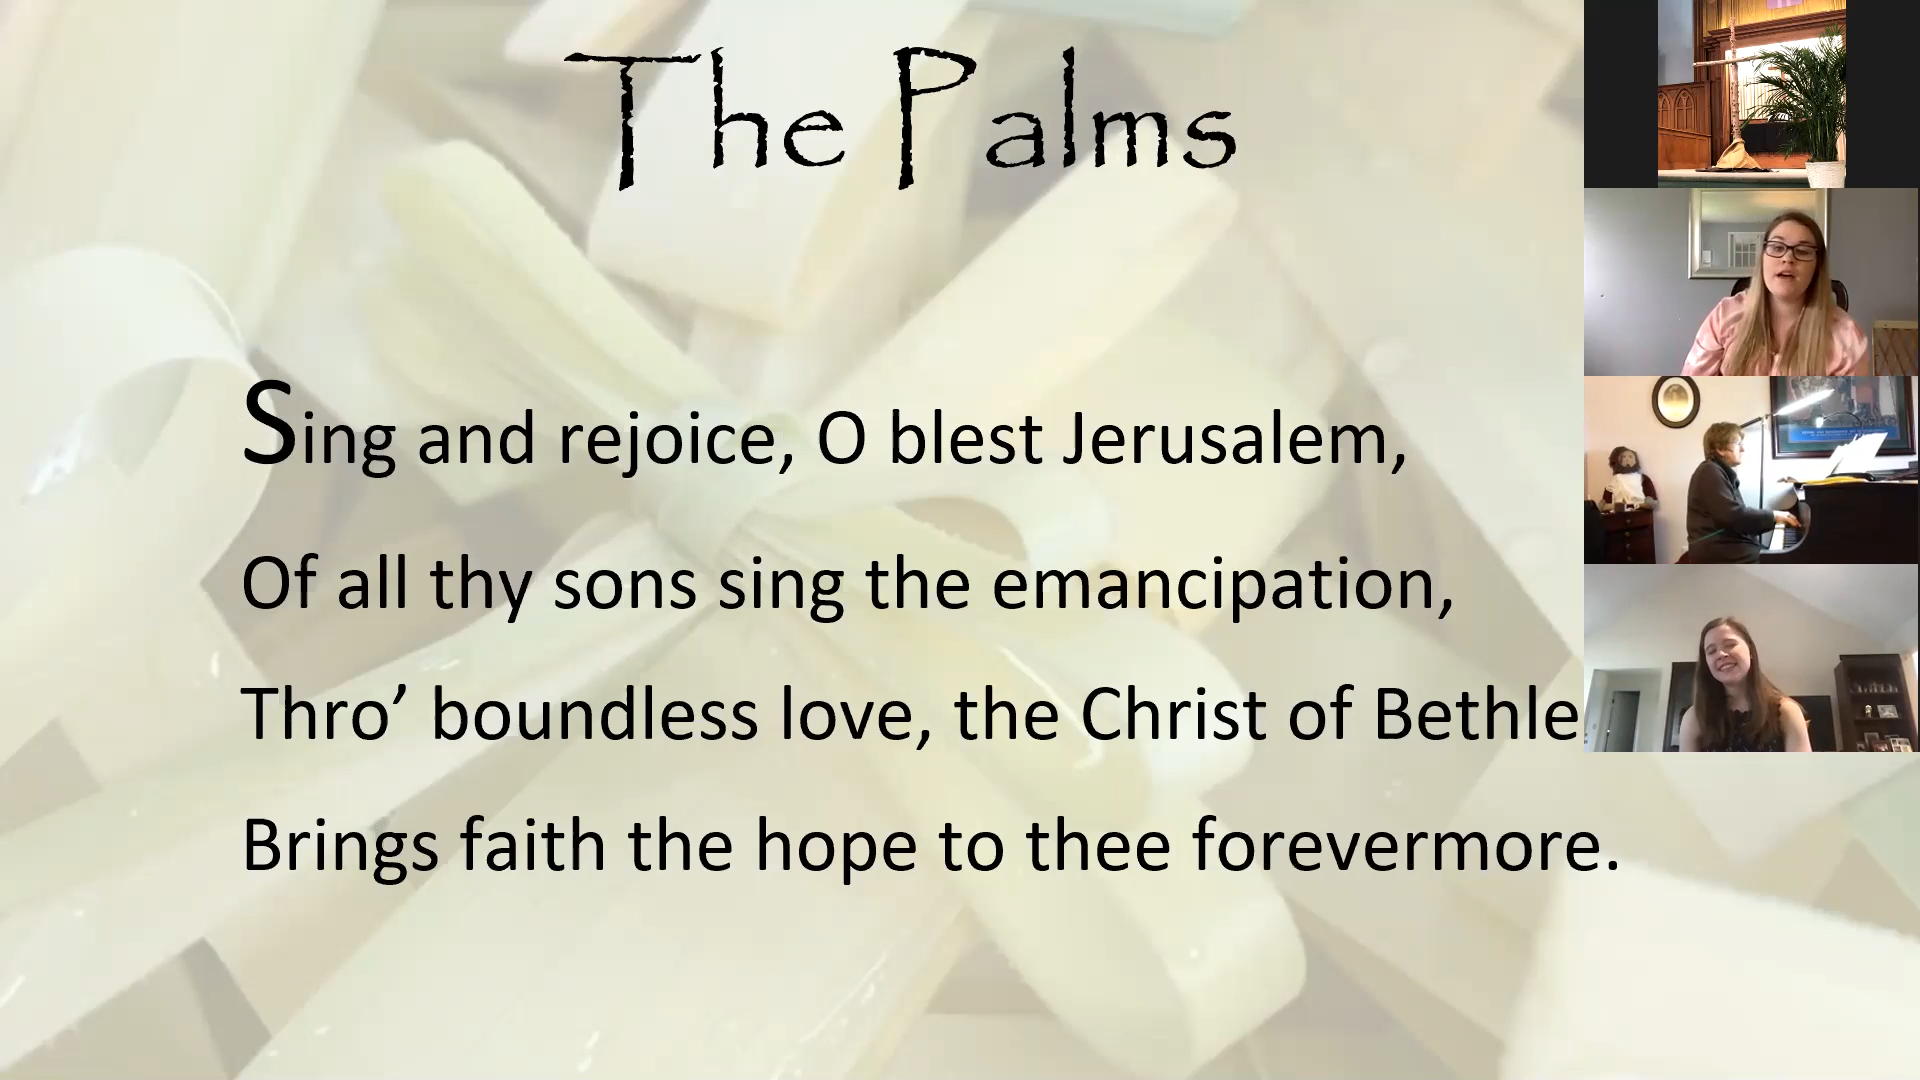 The Palms
Sing and rejoice, O blest Jerusalem,
Of all thy sons sing the emancipation,
Thro’ boundless love, the Christ of Bethle
Brings faith the hope to thee forevermore.